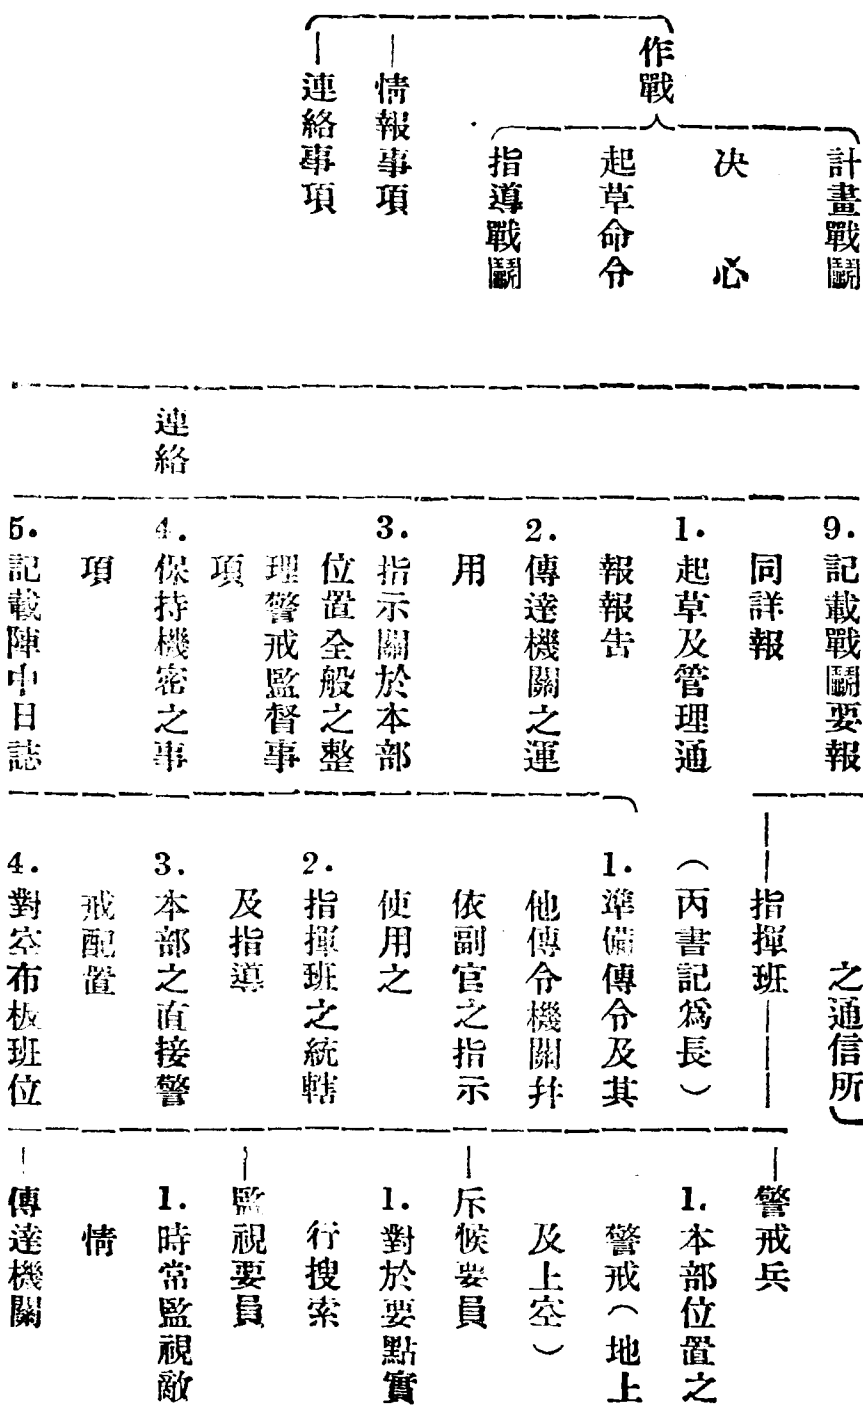 計畫戰鬭
决心
作戰
起草命令
指導戰鬭
情報事項
連絡事項
連絡
9. 記載戰鬭要報
同詳報
1. 起草及管理通
報報告
2. 傳達機關之運
用
3. 指示關於本部
位置全般之整
理警戒監督事
項
4. 保持機密之事
項
5. 記載陣中日誌
之通信所）
指揮班
（丙書記爲長）
1. 準備傳令及其
他傳令機關幷
依副官之指示
使用之
2. 指揮班之統轄
及指導
3. 本部之直接警
戒配置
4. 對空布板班位
警戒兵
1. 本部位置之
警戒（地上
及上空）
斥候要員
1. 對於要點實
行搜索
監視要員
1. 時常監視敵
情
傳達機關